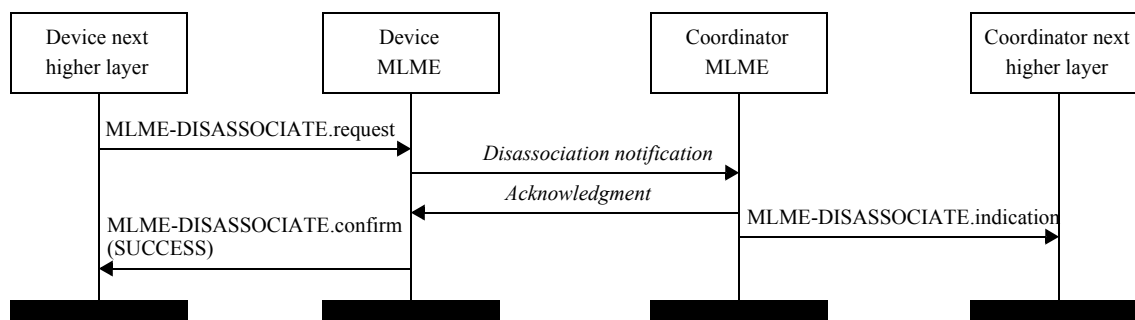 Device next
higher layer
Device
MLME
Coordinator
MLME
Coordinator next
higher layer
MLME-DISASSOCIATE.request
Disassociation notification
Acknowledgment
MLME-DISASSOCIATE.indication
MLME-DISASSOCIATE.confirm
(SUCCESS)